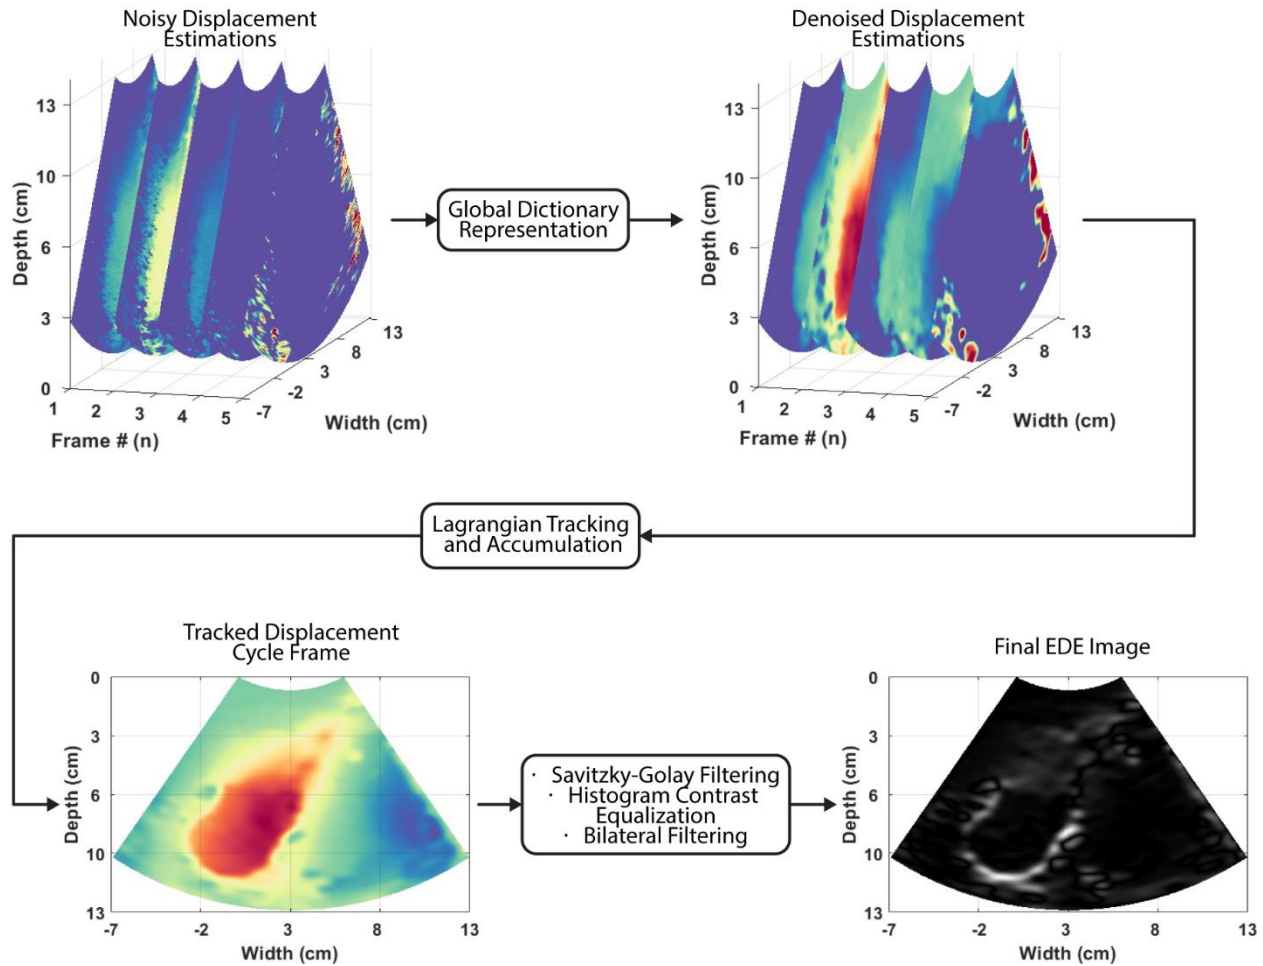 Noisy Displacement
Estimations
Denoised Displacement
Estimations
13
10
6
3
0
Depth (cm)
1
2
3
4
5
Frame # (n)
-7
-2
3
8
13
Width (cm)
Global Dictionary
Representation
13
10
6
3
0
Depth (cm)
1
2
3
4
5
Frame # (n)
-7
-2
3
8
13
Width (cm)
Lagrangian Tracking
and Accumulation
Tracked Displacement
Cycle Frame
0
3
6
10
13
Depth (cm)
-7
-2
3
8
13
Width (cm)
· Savitzky-Golay Filtering
· Histogram Contrast
Equalization
· Bilateral Filtering
Final EDE Image
0
3
6
10
13
Depth (cm)
-7
-2
3
8
13
Width (cm)